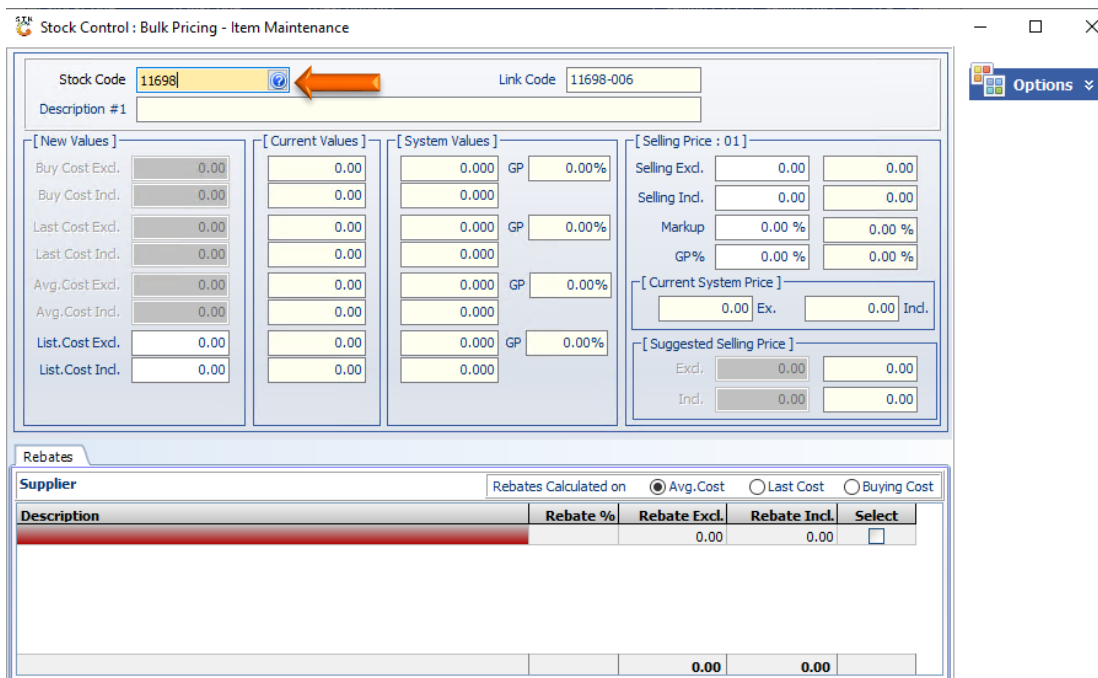 STK
Stock Control : Bulk Pricing - Item Maintenance
Stock Code 11698 Link Code 11698-006
Options
Description #1
[ New Values ] [ Current Values ] [ System Values ] [ Selling Price : 01 ]
Buy Cost Excl. 0.00 0.00 0.000 GP 0.00% Selling Excl. 0.00 0.00
Buy Cost Incl. 0.00 0.00 0.000 Selling Incl. 0.00 0.00
Last Cost Excl. 0.00 0.00 0.000 GP 0.00% Markup 0.00 % 0.00 %
Last Cost Incl. 0.00 0.00 0.000 GP% 0.00 % 0.00 %
Avg.Cost Excl. 0.00 0.00 0.000 GP 0.00% [ Current System Price ]
Avg.Cost Incl. 0.00 0.00 0.000 0.00 Ex. 0.00 Incl.
List.Cost Excl. 0.00 0.00 0.000 GP 0.00% [ Suggested Selling Price ]
List.Cost Incl. 0.00 0.00 0.000 Excl. 0.00 0.00
Incl. 0.00 0.00
Rebates
Supplier Rebates Calculated on Avg.Cost Last Cost Buying Cost
Description Rebate % Rebate Excl. Rebate Incl. Select
0.00 0.00
0.00 0.00